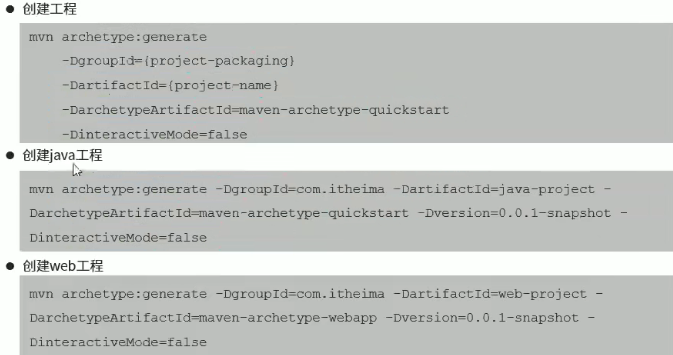 ● 创建工程
mvn archetype:generate
-DgroupId={project-packaging}
-DartifactId={project-name}
-DarchetypeArtifactId=maven-archetype-quickstart
-DinteractiveMode=false
● 创建java工程
mvn archetype:generate -DgroupId=com.itheima -DartifactId=java-project -
DarchetypeArtifactId=maven-archetype-quickstart -Dversion=0.0.1-snapshot -
DinteractiveMode=false
● 创建web工程
mvn archetype:generate -DgroupId=com.itheima -DartifactId=web-project -
DarchetypeArtifactId=maven-archetype-webapp -Dversion=0.0.1-snapshot -
DinteractiveMode=false